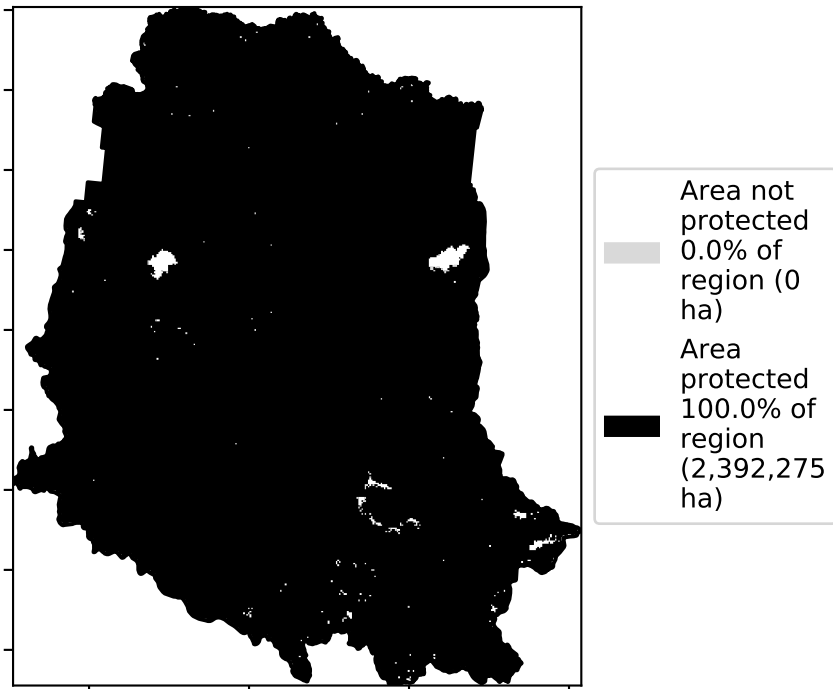 Area not
protected
0.0% of
region (0
ha)
Area
protected
100.0% of
region
(2,392,275
ha)